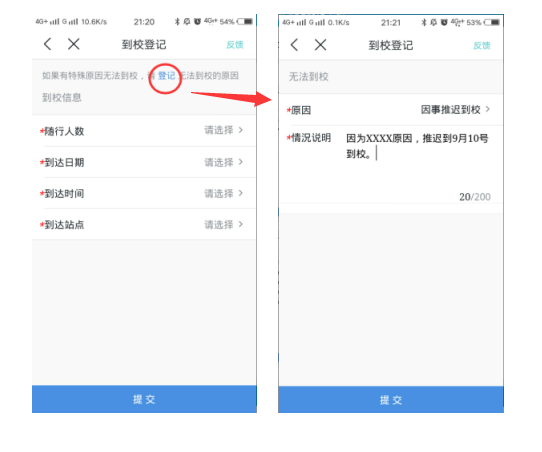 4G+ G 10.6K/s 21:20 4G+ 54%
到校登记 反馈
如果有特殊原因无法到校， 登记 无法到校的原因
到校信息
*随行人数 请选择 >
*到达日期 请选择 >
*到达时间 请选择 >
*到达站点 请选择 >
提 交
4G+ G 0.1K/s 21:21 4G+ 53%
到校登记 反馈
无法到校
*原因 因事推迟到校 >
*情况说明 因为XXXX原因，推迟到9月10号
到校。
20/200
提 交